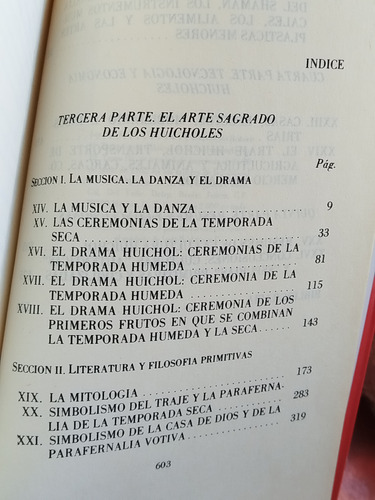 INDICE
TERCERA PARTE. EL ARTE SAGRADO
DE LOS HUICHOLES
Pág.
SECCION I. LA MUSICA. LA DANZA Y EL DRAMA
XIV. LA MUSICA Y LA DANZA .................. 9
XV. LAS CEREMONIAS DE LA TEMPORADA
SECA .................. 33
XVI. EL DRAMA HUICHOL: CEREMONIAS DE LA
TEMPORADA HUMEDA .................. 81
XVII. EL DRAMA HUICHOL: CEREMONIA DE LA
TEMPORADA HUMEDA .................. 115
XVIII. EL DRAMA HUICHOL: CEREMONIA DE LOS
PRIMEROS FRUTOS EN QUE SE COMBINAN
LA TEMPORADA HUMEDA Y LA SECA ...... 143
SECCION II. LITERATURA Y FILOSOFIA PRIMITIVAS
XIX. LA MITOLOGIA .................. 173
XX. SIMBOLISMO DEL TRAJE Y LA PARAFERNA-
LIA DE LA TEMPORADA SECA ............ 283
XXI. SIMBOLISMO DE LA CASA DE DIOS Y DE LA
PARAFERNALIA VOTIVA .................. 319
603